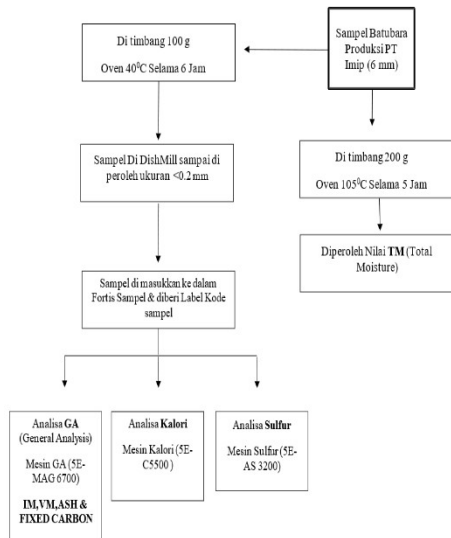 Di timbang 100 g
Oven 40⁰C Selama 6 Jam
Sampel Batubara
Produksi PT
Imip (6 mm)
Sampel Di DishMill sampai di
peroleh ukuran <0.2 mm
Di timbang 200 g
Oven 105⁰C Selama 5 Jam
Diperoleh Nilai TM (Total
Moisture)
Sampel di masukkan ke dalam
Fortis Sampel & diberi Label Kode
sampel
Analisa GA
(General Analysis)
Mesin GA (5E-
MAG 6700)
IM,VM,ASH &
FIXED CARBON
Analisa Kalori
Mesin Kalori (5E-
C5500 )
Analisa Sulfur
Mesin Sulfur (5E-
AS 3200)